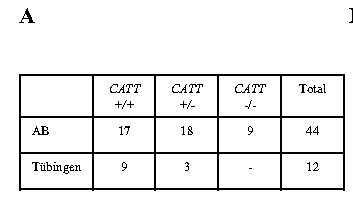 A
CATT +/+ CATT +/- CATT -/- Total
AB 17 18 9 44
Tübingen 9 3 - 12